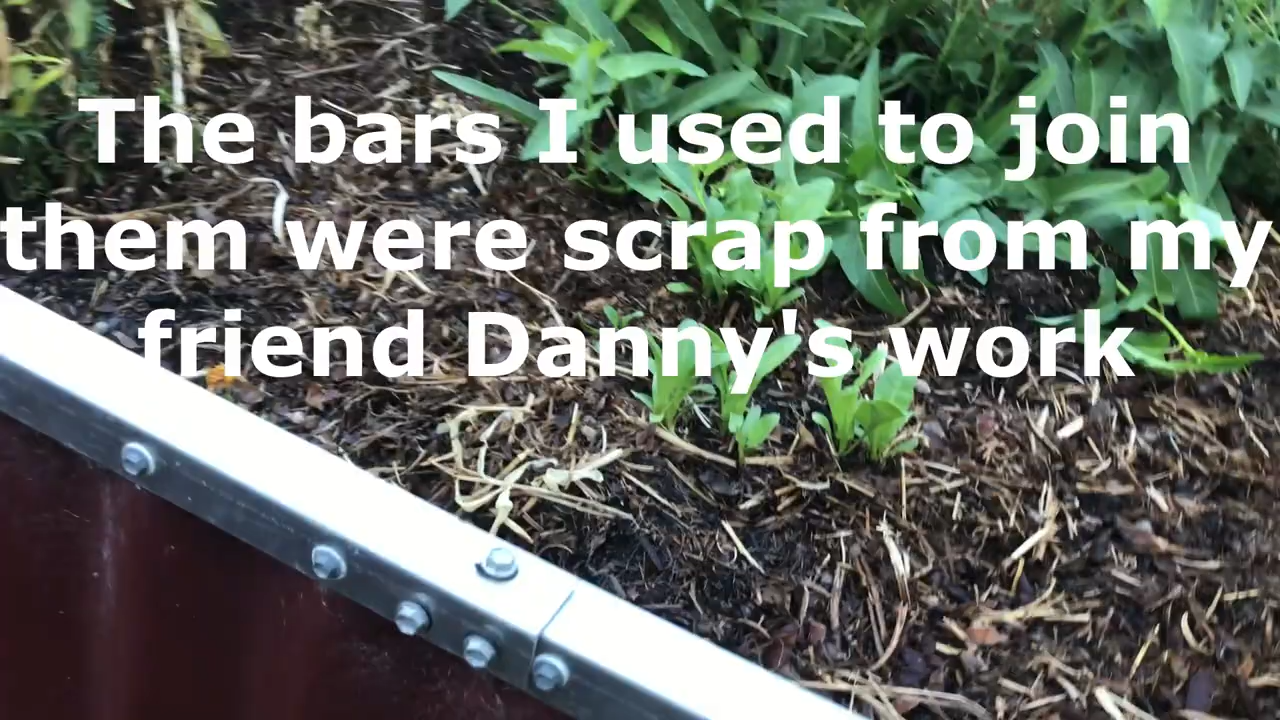 The bars I used to join
them were scrap from my
friend Danny's work